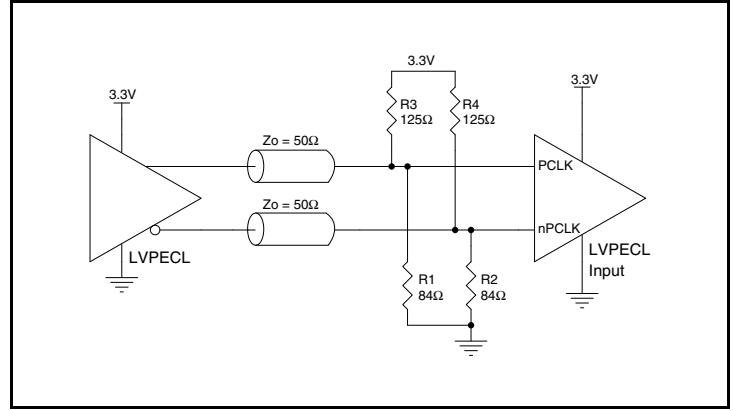 3.3V
3.3V
3.3V
R3
125Ω
R4
125Ω
Zo = 50Ω
PCLK
Zo = 50Ω
nPCLK
LVPECL
LVPECL
Input
R1
84Ω
R2
84Ω